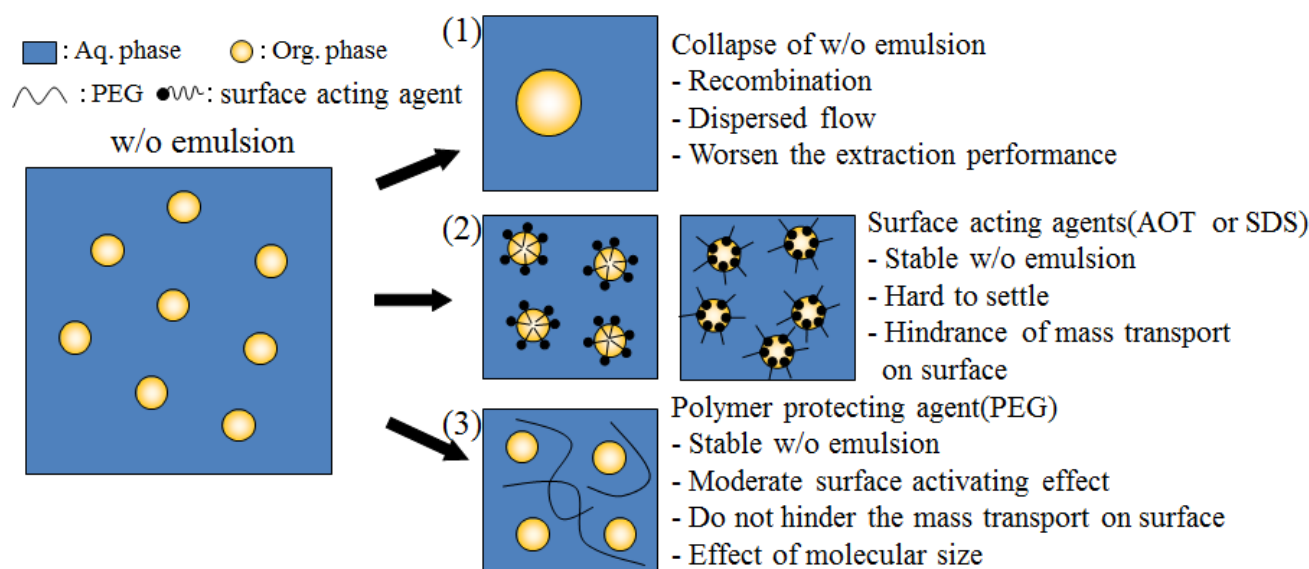 : Aq. phase
: Org. phase
: PEG
: surface acting agent
w/o emulsion
(1)
Collapse of w/o emulsion
- Recombination
- Dispersed flow
- Worsen the extraction performance
(2)
Surface acting agents(AOT or SDS)
- Stable w/o emulsion
- Hard to settle
- Hindrance of mass transport
on surface
(3)
Polymer protecting agent(PEG)
- Stable w/o emulsion
- Moderate surface activating effect
- Do not hinder the mass transport on surface
- Effect of molecular size